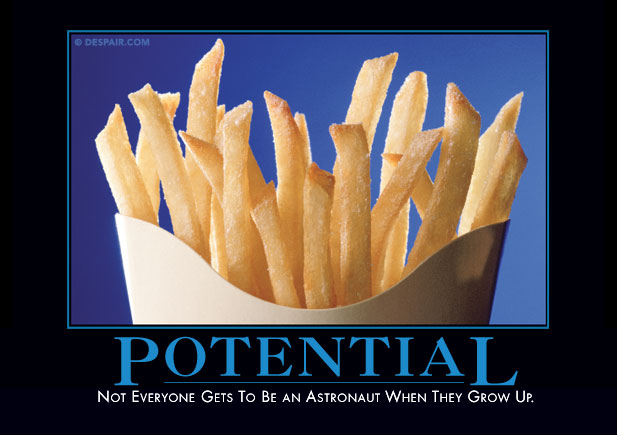 © DESPAIR.COM
POTENTIAL
NOT EVERYONE GETS TO BE AN ASTRONAUT WHEN THEY GROW UP.